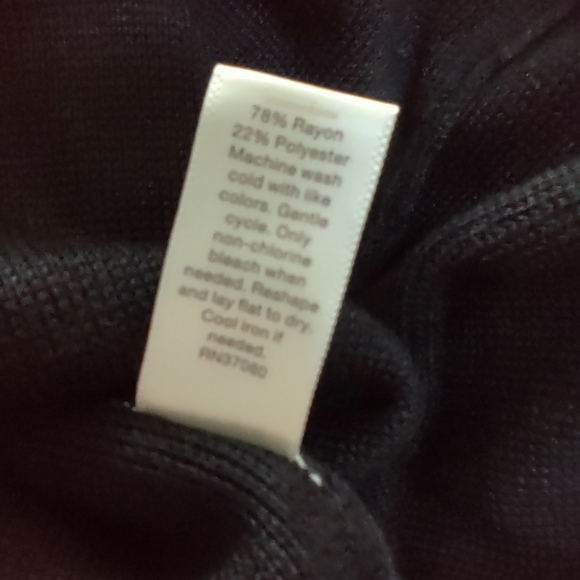 78% Rayon
22% Polyester
Machine wash
cold with like
colors. Gentle
cycle. Only
non-chlorine
bleach when
needed. Reshape
and lay flat to dry.
Cool iron if
needed.
RN37080